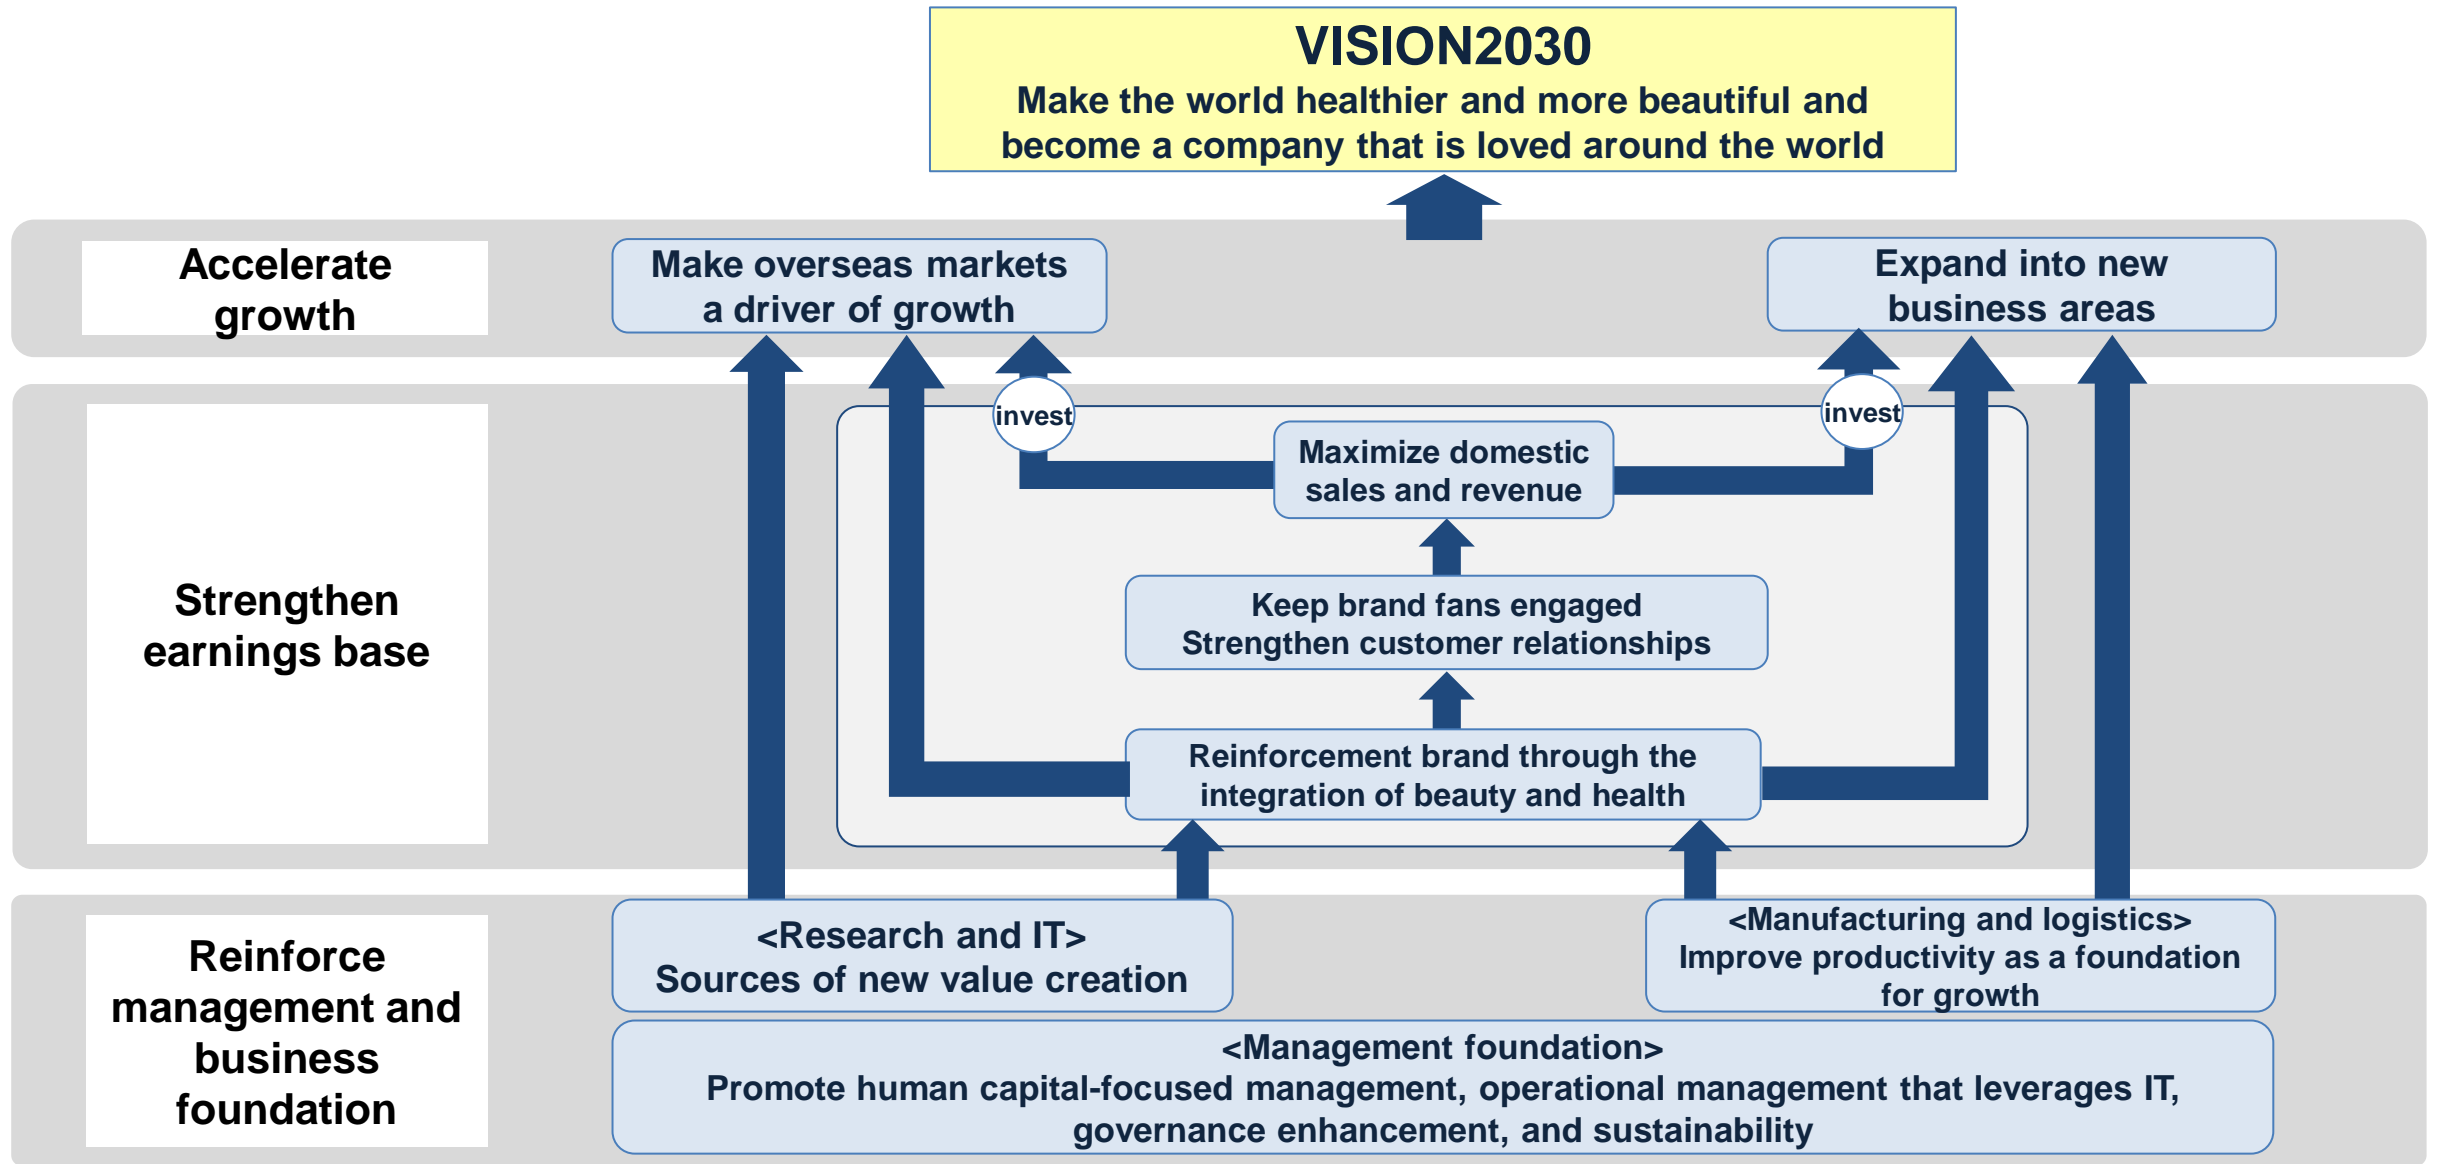 VISION2030
Make the world healthier and more beautiful and
become a company that is loved around the world
Accelerate
growth
Make overseas markets
a driver of growth
Expand into new
business areas
Strengthen
earnings base
invest
invest
Maximize domestic
sales and revenue
Keep brand fans engaged
Strengthen customer relationships
Reinforcement brand through the
integration of beauty and health
Reinforce
management and
business
foundation
<Research and IT>
Sources of new value creation
<Manufacturing and logistics>
Improve productivity as a foundation
for growth
<Management foundation>
Promote human capital-focused management, operational management that leverages IT,
governance enhancement, and sustainability